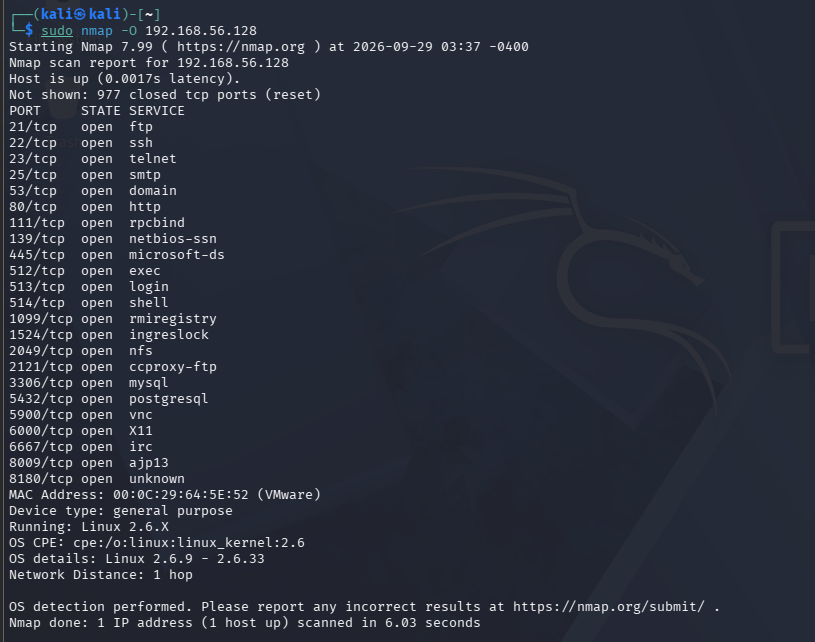 ┌──(kali㉿kali)-[~]
└─$ sudo nmap -O 192.168.56.128
Starting Nmap 7.99 ( https://nmap.org ) at 2026-09-29 03:37 -0400
Nmap scan report for 192.168.56.128
Host is up (0.0017s latency).
Not shown: 977 closed tcp ports (reset)
PORT     STATE SERVICE
21/tcp   open  ftp
22/tcp   open  ssh
23/tcp   open  telnet
25/tcp   open  smtp
53/tcp   open  domain
80/tcp   open  http
111/tcp  open  rpcbind
139/tcp  open  netbios-ssn
445/tcp  open  microsoft-ds
512/tcp  open  exec
513/tcp  open  login
514/tcp  open  shell
1099/tcp open  rmiregistry
1524/tcp open  ingreslock
2049/tcp open  nfs
2121/tcp open  ccproxy-ftp
3306/tcp open  mysql
5432/tcp open  postgresql
5900/tcp open  vnc
6000/tcp open  X11
6667/tcp open  irc
8009/tcp open  ajp13
8180/tcp open  unknown
MAC Address: 00:0C:29:64:5E:52 (VMware)
Device type: general purpose
Running: Linux 2.6.X
OS CPE: cpe:/o:linux:linux_kernel:2.6
OS details: Linux 2.6.9 - 2.6.33
Network Distance: 1 hop

OS detection performed. Please report any incorrect results at https://nmap.org/submit/ .
Nmap done: 1 IP address (1 host up) scanned in 6.03 seconds